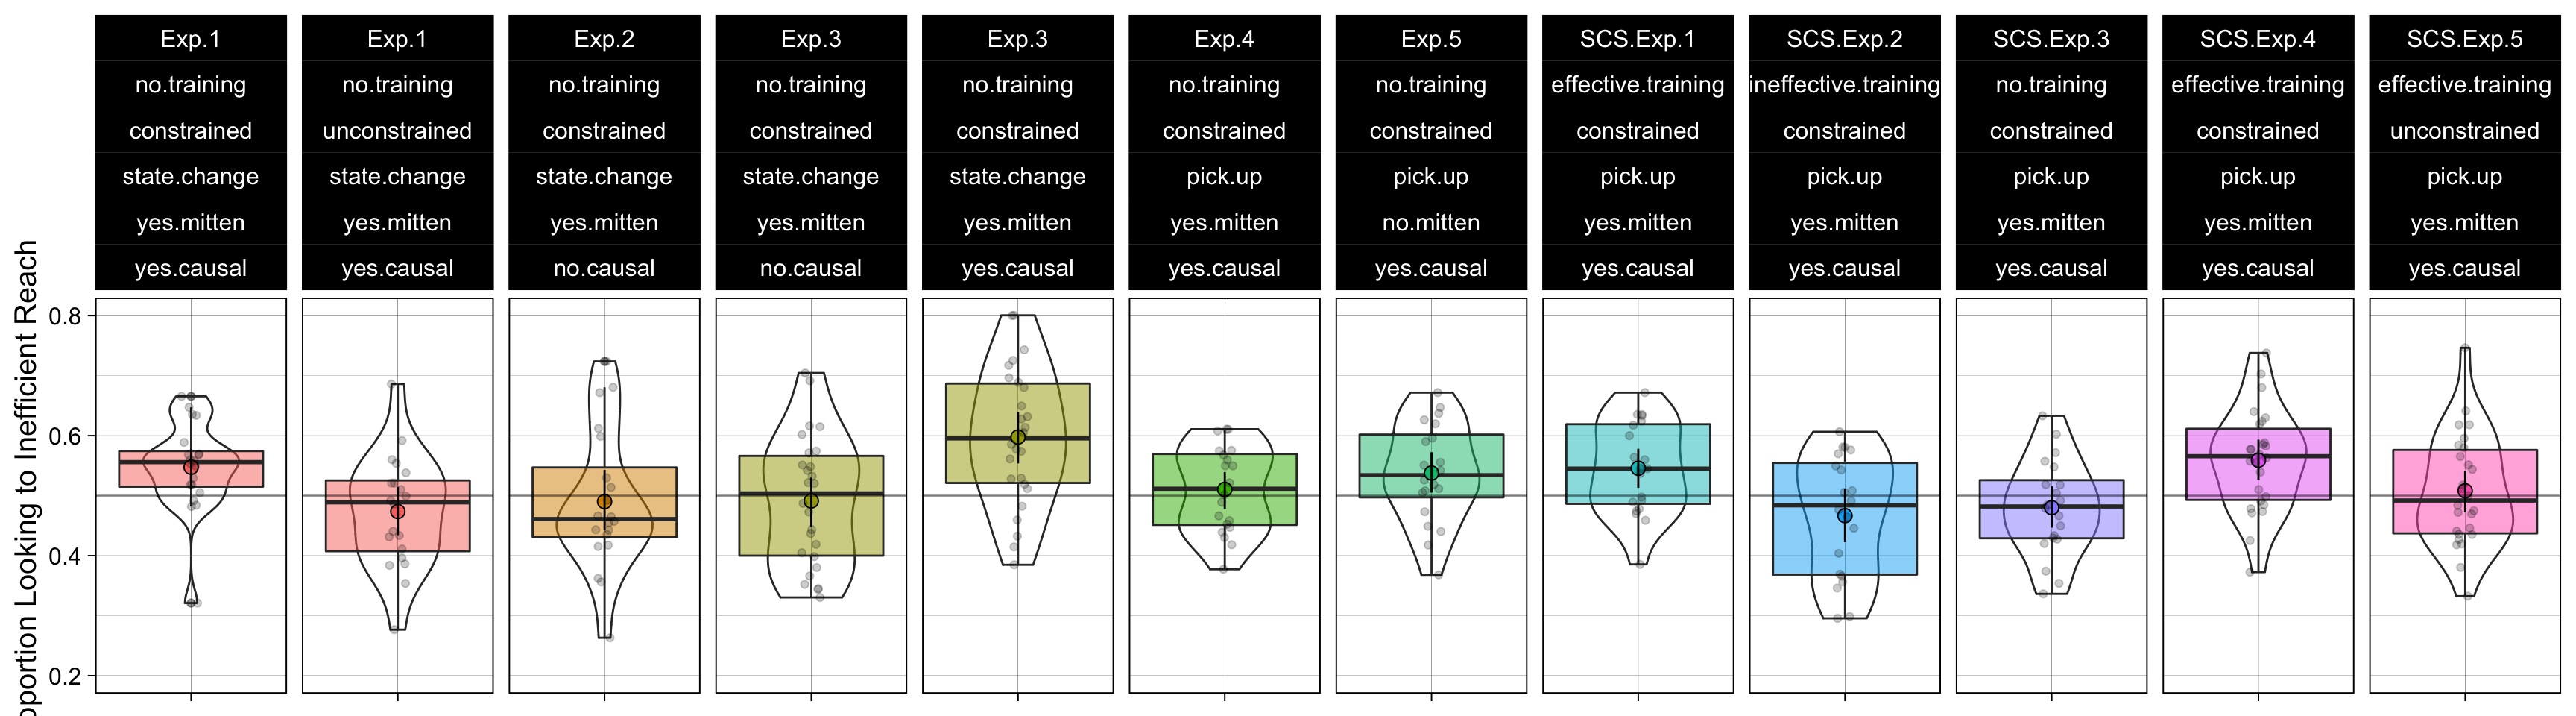 Exp.1 Exp.1 Exp.2 Exp.3 Exp.3 Exp.4 Exp.5 SCS.Exp.1 SCS.Exp.2 SCS.Exp.3 SCS.Exp.4 SCS.Exp.5
no.training no.training no.training no.training no.training no.training no.training effective.training ineffective.training no.training effective.training effective.training
constrained unconstrained constrained constrained constrained constrained constrained constrained constrained constrained constrained unconstrained
state.change state.change state.change state.change state.change pick.up pick.up pick.up pick.up pick.up pick.up pick.up
yes.mitten yes.mitten yes.mitten yes.mitten yes.mitten yes.mitten no.mitten yes.mitten yes.mitten yes.mitten yes.mitten yes.mitten
yes.causal yes.causal no.causal no.causal yes.causal yes.causal yes.causal yes.causal yes.causal yes.causal yes.causal yes.causal
oportion Looking to Inefficient Reach
0.8
0.6
0.4
0.2